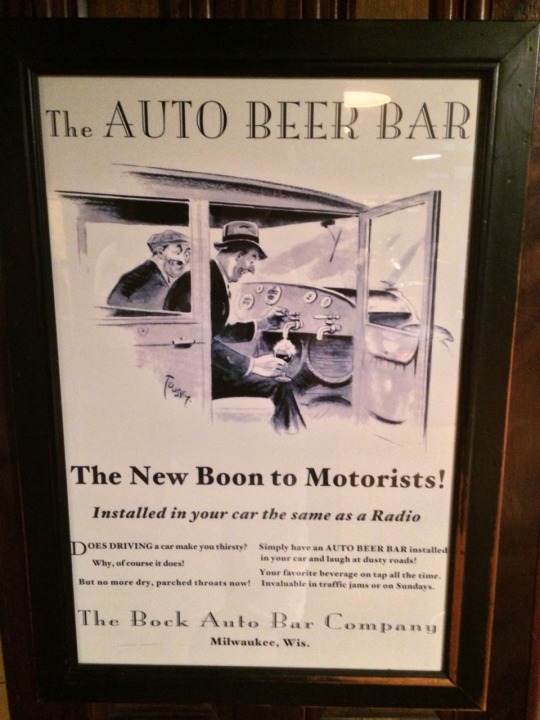 The AUTO BEER BAR
The New Boon to Motorists!
Installed in your car the same as a Radio
DOES DRIVING a car make you thirsty?
Why, of course it does!
But no more dry, parched throats now!
Simply have an AUTO BEER BAR installed
in your car and laugh at dusty roads!
Your favorite beverage on tap all the time.
Invaluable in traffic jams or on Sundays.
The Bock Auto Bar Company
Milwaukee, Wis.